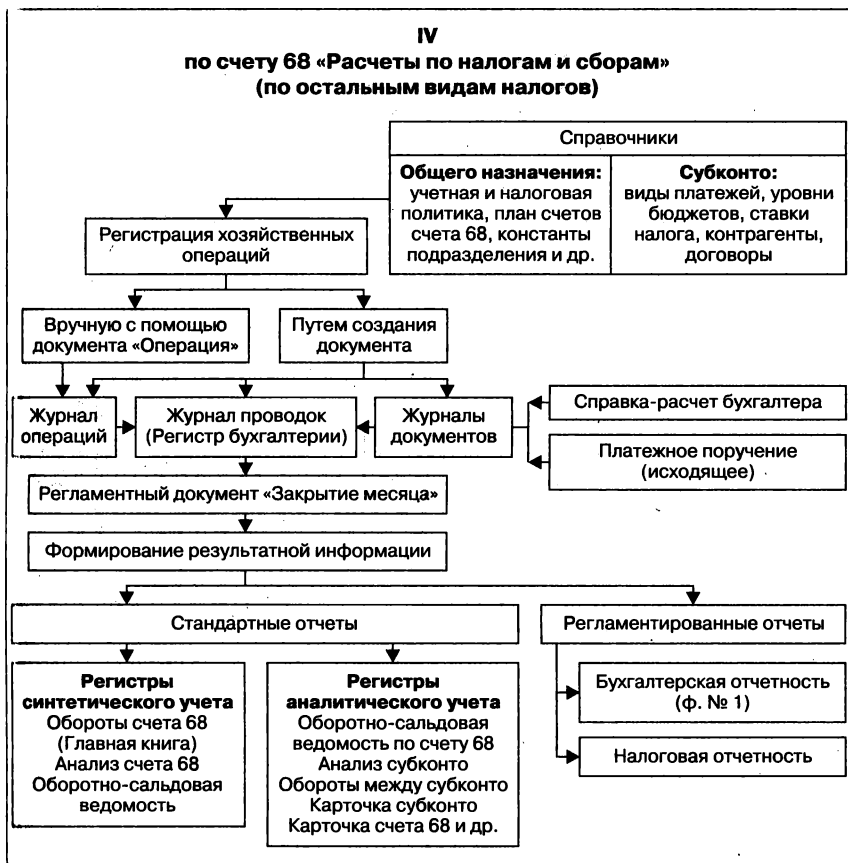 IV
по счету 68 «Расчеты по налогам и сборам»
(по остальным видам налогов)
Справочники
Общего назначения:
учетная и налоговая
политика, план счетов
счета 68, константы
подразделения и др.
Субконто:
виды платежей, уровни
бюджетов, ставки
налога, контрагенты,
договоры
Регистрация хозяйственных
операций
Вручную с помощью
документа «Операция»
Путем создания
документа
Журнал
операций
Журнал проводок
(Регистр бухгалтерии)
Журналы
документов
Справка-расчет бухгалтера
Платежное поручение
(исходящее)
Регламентный документ «Закрытие месяца»
Формирование результатной информации
Стандартные отчеты
Регламентированные отчеты
Регистры
синтетического учета
Обороты счета 68
(Главная книга)
Анализ счета 68
Оборотно-сальдовая
ведомость
Регистры
аналитического учета
Оборотно-сальдовая
ведомость по счету 68
Анализ субконто
Обороты между субконто
Карточка субконто
Карточка счета 68 и др.
Бухгалтерская отчетность
(ф. № 1)
Налоговая отчетность